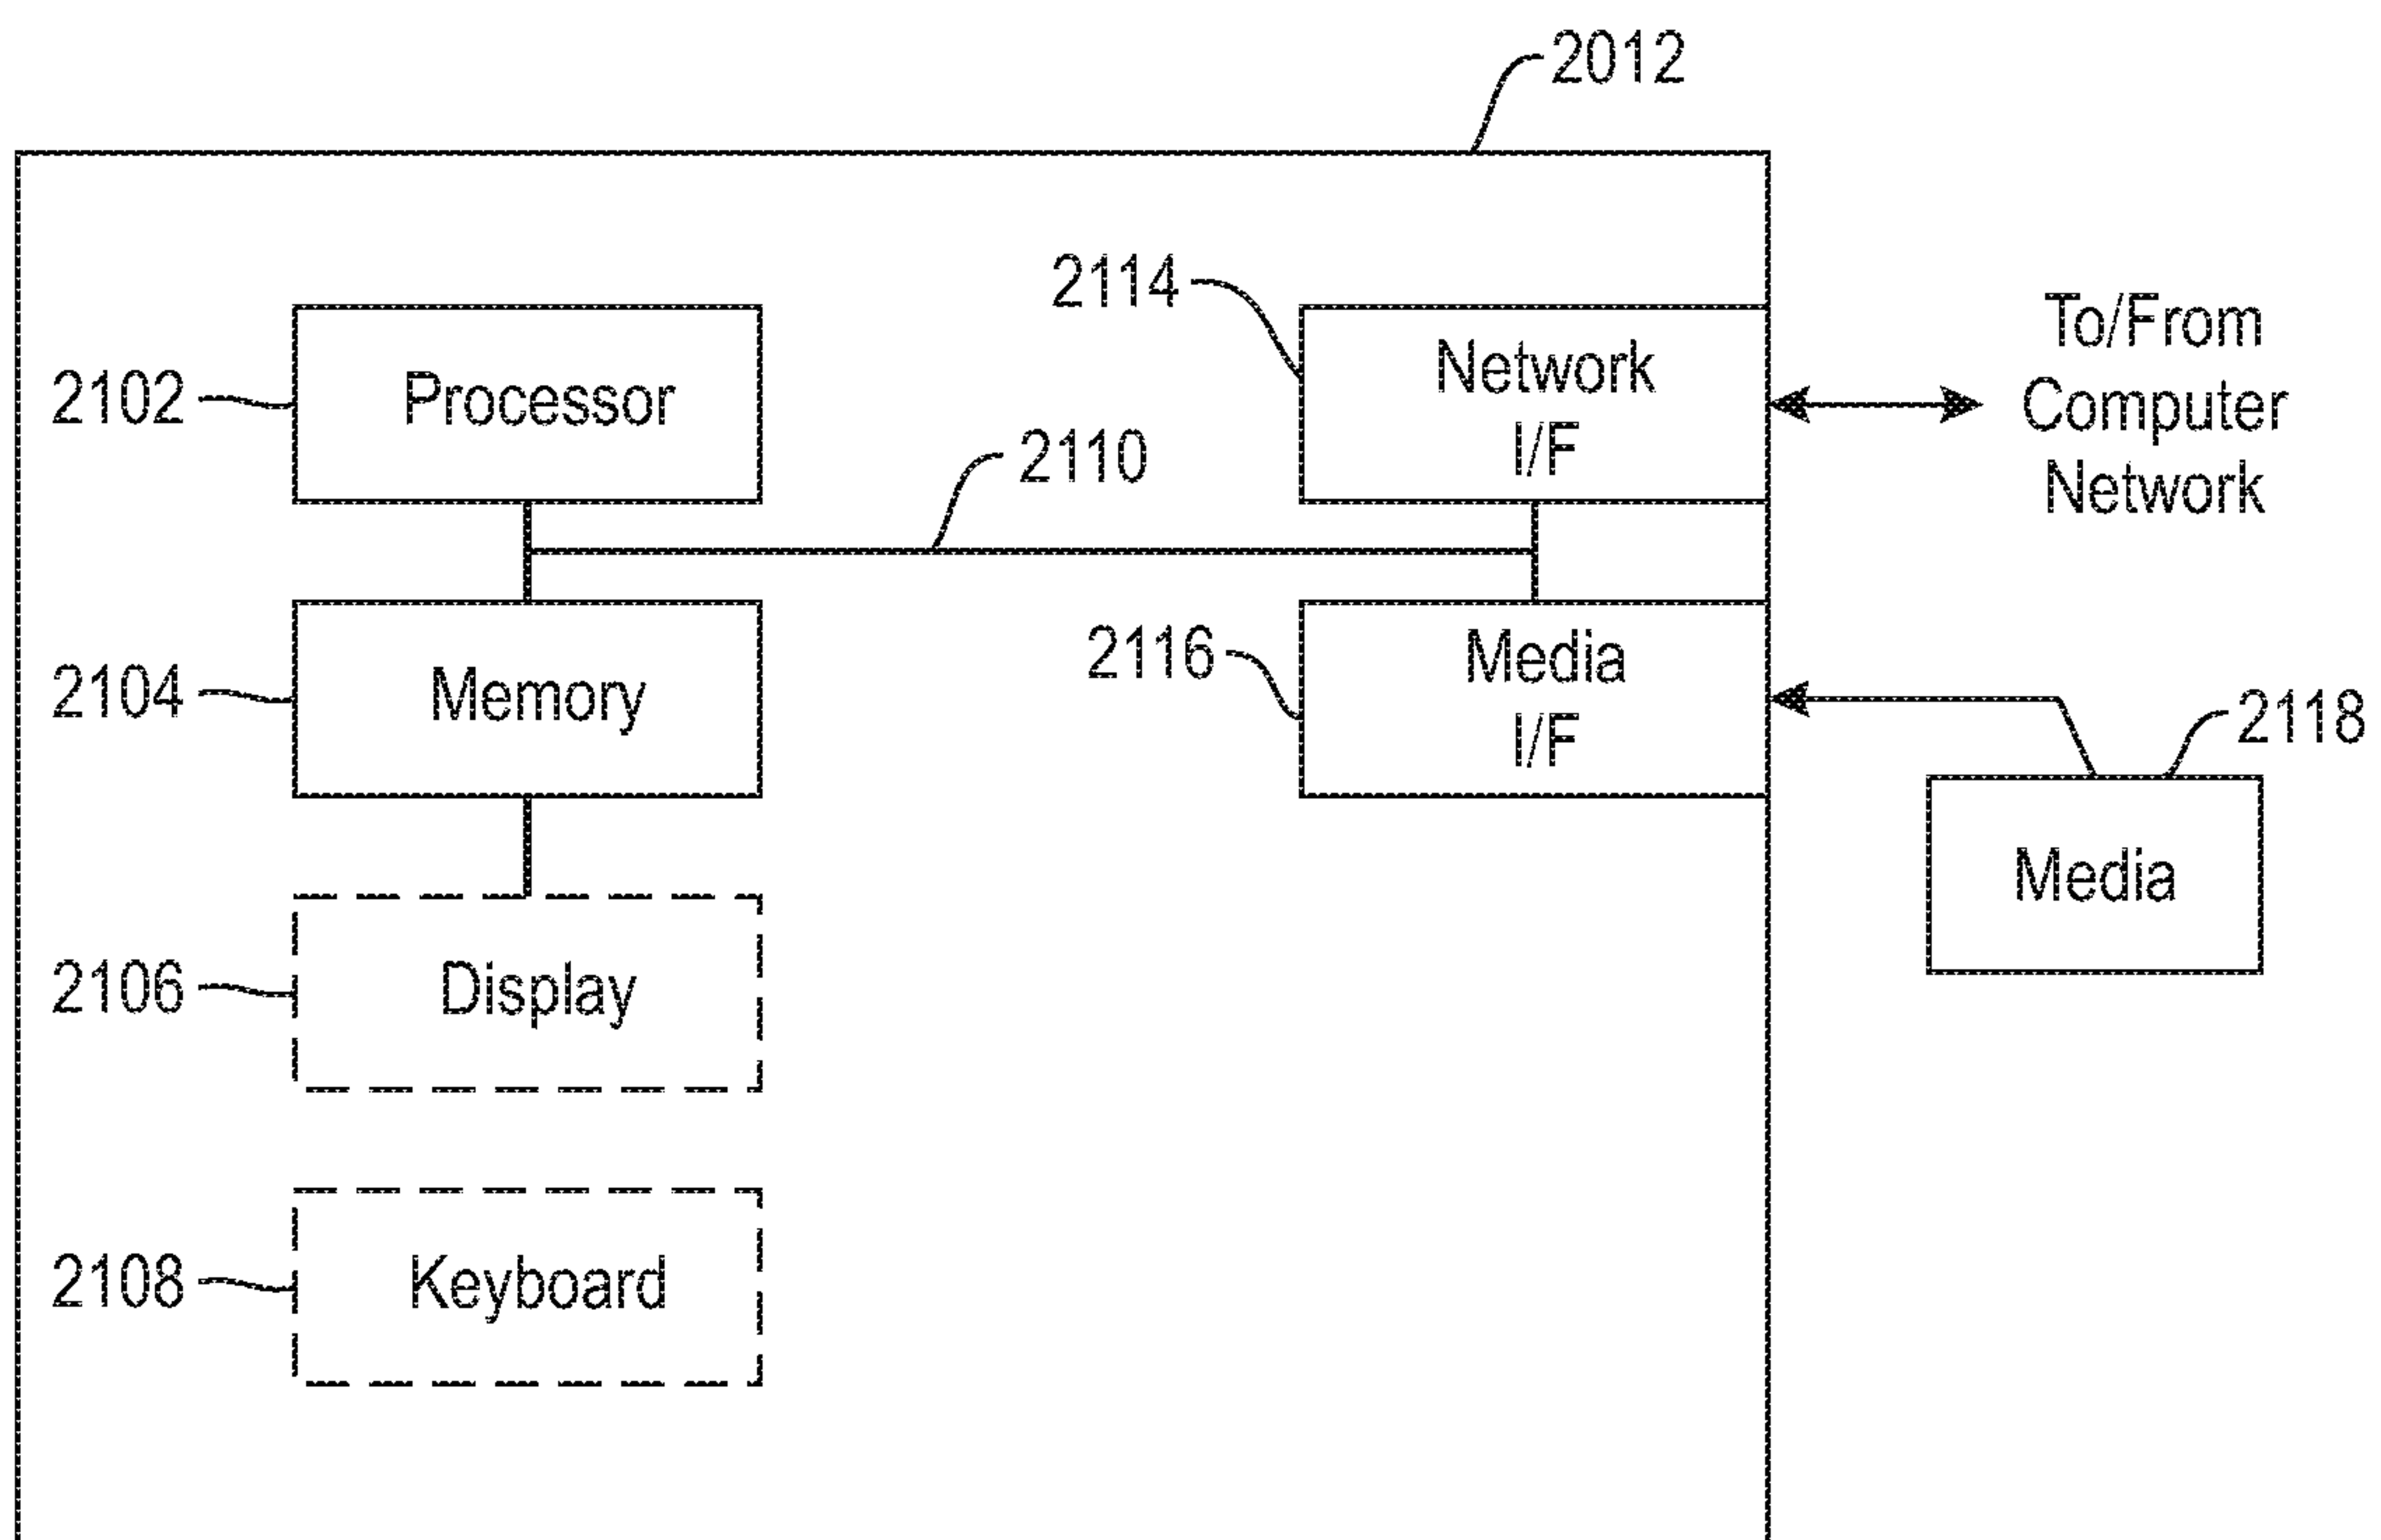 2012
2114
2102
Processor
Network
I/F
To/From
Computer
Network
2110
2104
Memory
2116
Media
I/F
2118
Media
2106
Display
2108
Keyboard